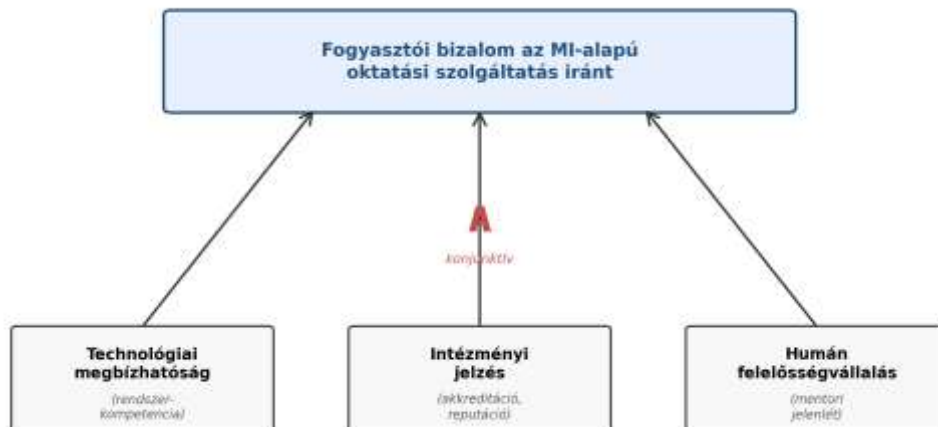 Fogyasztói bizalom az MI-alapú
oktatási szolgáltatás iránt
A
konjunktív
Technológiai
megbízhatóság
(rendszer-
kompetencia)
Intézményi
jelzés
(akkreditáció,
reputáció)
Humán
felelősségvállalás
(mentori
jelenlét)